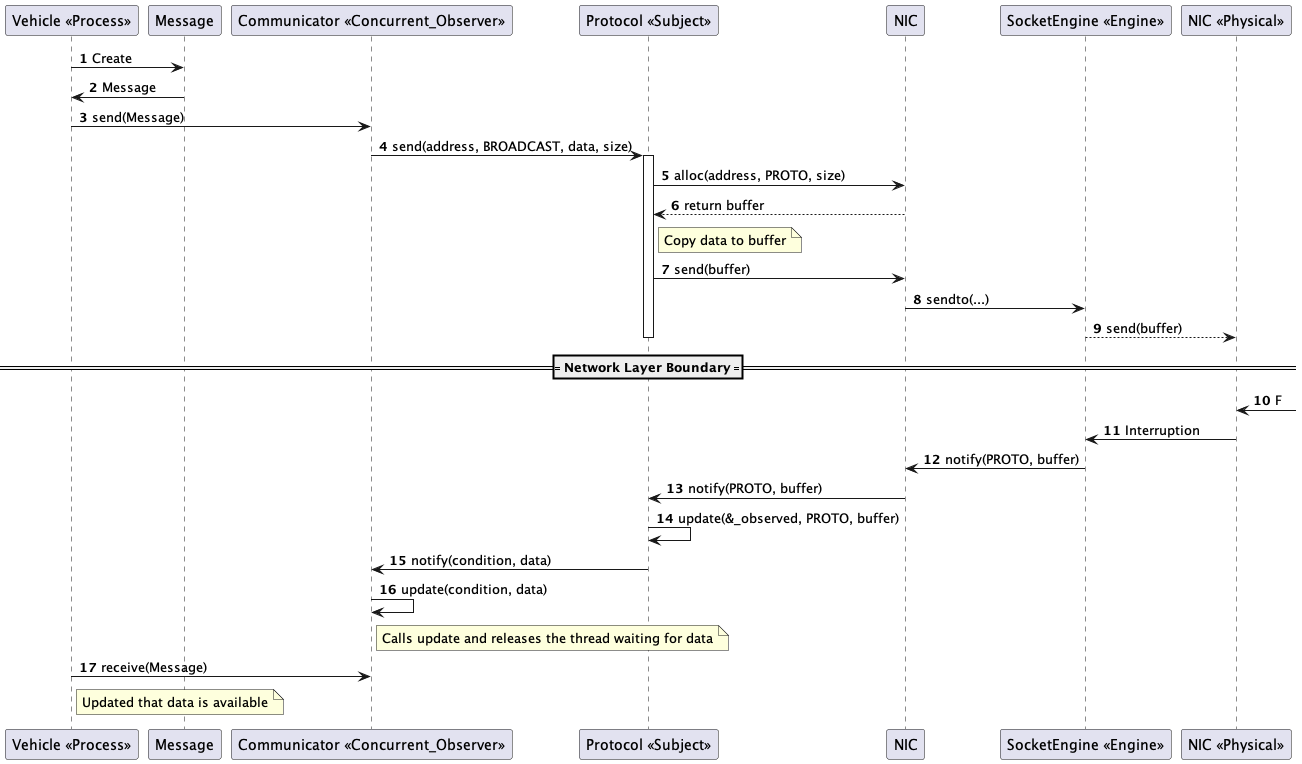 Vehicle «Process» Message Communicator «Concurrent_Observer» Protocol «Subject» NIC SocketEngine «Engine» NIC «Physical»
1 Create
2 Message
3 send(Message)
4 send(address, BROADCAST, data, size)
5 alloc(address, PROTO, size)
6 return buffer
Copy data to buffer
7 send(buffer)
8 sendto(...)
9 send(buffer)
Network Layer Boundary
10 F
11 Interruption
12 notify(PROTO, buffer)
13 notify(PROTO, buffer)
14 update(&_observed, PROTO, buffer)
15 notify(condition, data)
16 update(condition, data)
Calls update and releases the thread waiting for data
17 receive(Message)
Updated that data is available
Vehicle «Process» Message Communicator «Concurrent_Observer» Protocol «Subject» NIC SocketEngine «Engine» NIC «Physical»